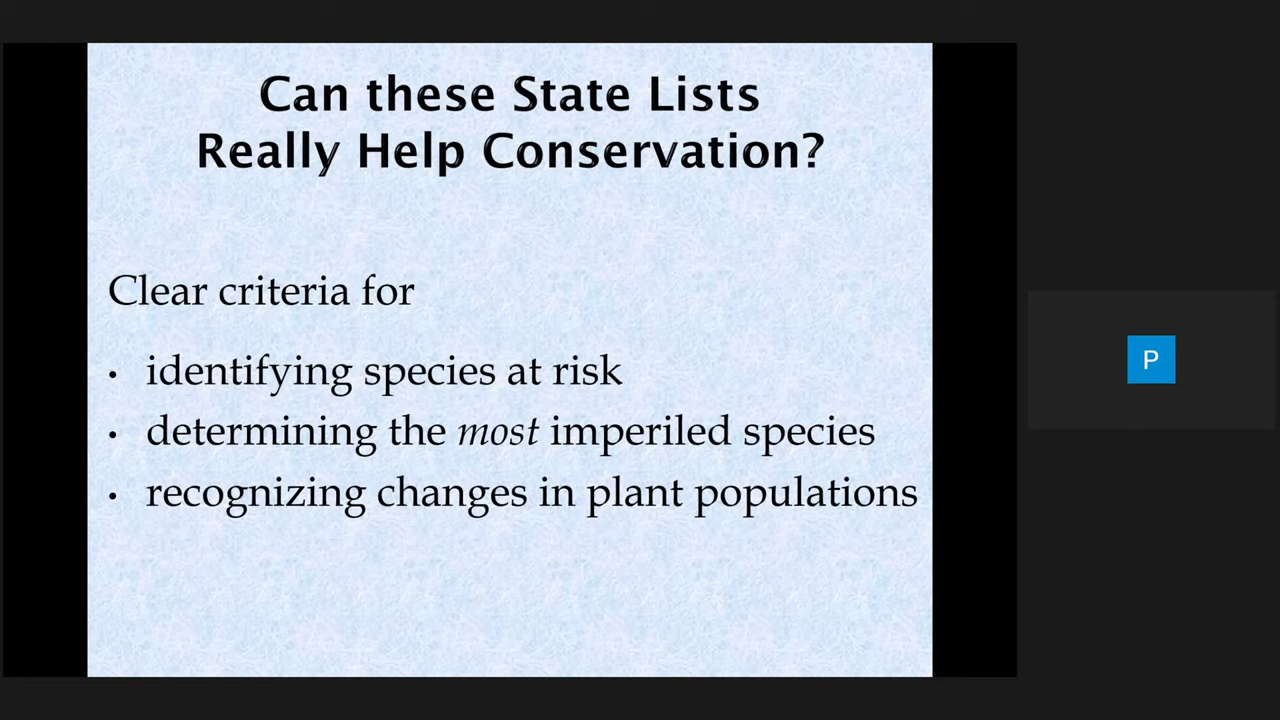 Can these State Lists
Really Help Conservation?
Clear criteria for
• identifying species at risk
• determining the most imperiled species
• recognizing changes in plant populations
P